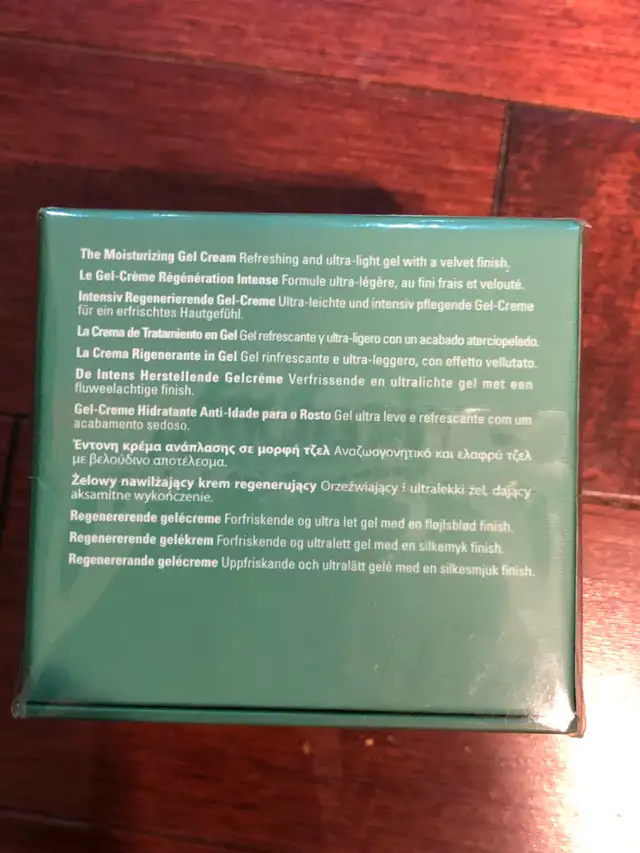 The Moisturizing Gel Cream Refreshing and ultra-light gel with a velvet finish.
Le Gel-Crème Régénération Intense Formule ultra-légère, au fini frais et velouté.
Intensiv Regenerierende Gel-Creme Ultra-leichte und intensiv pflegende Gel-Creme
für ein erfrischtes Hautgefühl.
La Crema de Tratamiento en Gel Gel refrescante y ultra-ligero con un acabado aterciopelado.
La Crema Rigenerante in Gel Gel rinfrescante e ultra-leggero, con effetto vellutato.
De Intens Herstellende Gelcrème Verfrissende en ultralichte gel met een
fluweelachtige finish.
Gel-Creme Hidratante Anti-Idade para o Rosto Gel ultra leve e refrescante com um
acabamento sedoso.
Έντονη κρέμα ανάπλασης σε μορφή τζελ Αναζωογονητικό και ελαφρύ τζελ
με βελούδινο αποτέλεσμα.
Żelowy nawilżający krem regenerujący Orzeźwiający i ultralekki żel, dający
aksamitne wykończenie.
Regenererende gelécreme Forfriskende og ultra let gel med en fløjlsblød finish.
Regenererende gelékrem Forfriskende og ultralett gel med en silkemyk finish.
Regenererande gelécreme Uppfriskande och ultralätt gelé med en silkesmjuk finish.